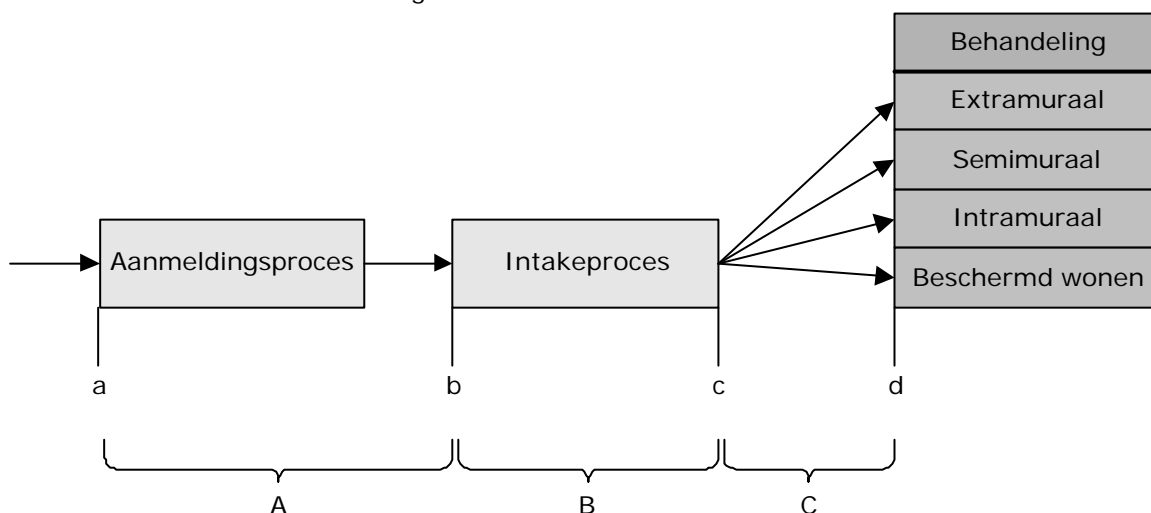 Behandeling
Extramuraal
Semimuraal
Intramuraal
Aanmeldingsproces
Intakeproces
Beschermd wonen
a b c d
A B C